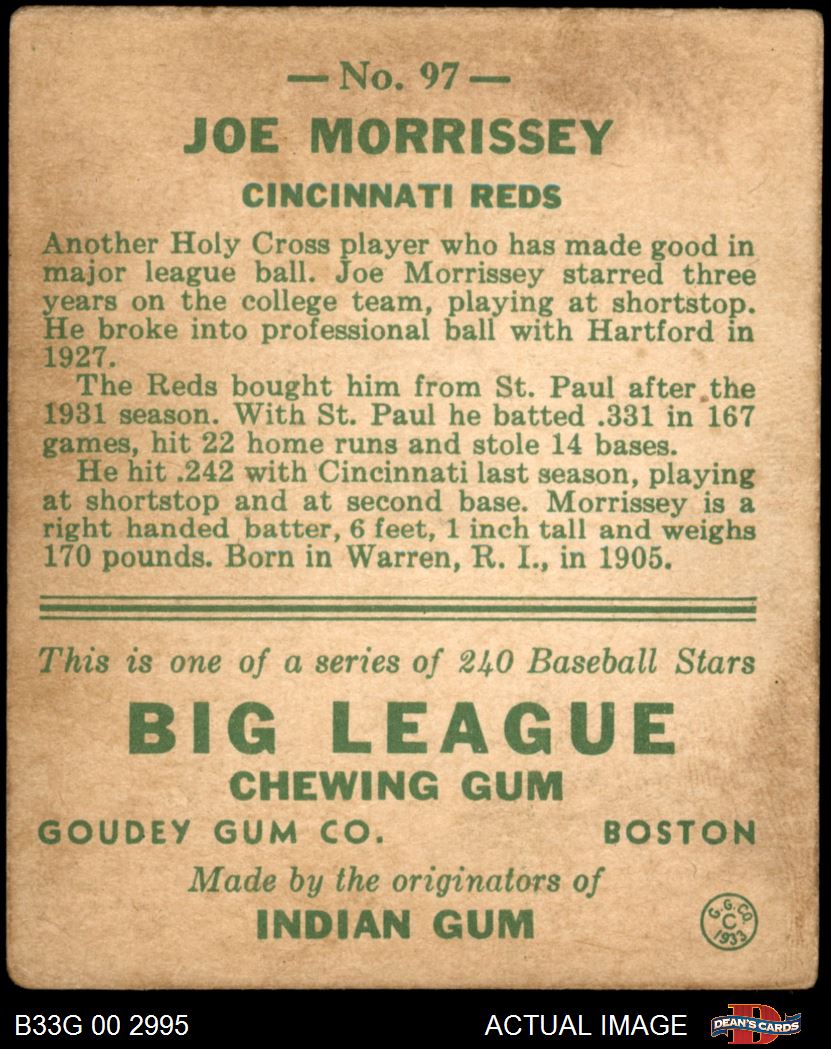 — No. 97 —
JOE MORRISSEY
CINCINNATI REDS
Another Holy Cross player who has made good in
major league ball. Joe Morrissey starred three
years on the college team, playing at shortstop.
He broke into professional ball with Hartford in
1927.
The Reds bought him from St. Paul after the
1931 season. With St. Paul he batted .331 in 167
games, hit 22 home runs and stole 14 bases.
He hit .242 with Cincinnati last season, playing
at shortstop and at second base. Morrissey is a
right handed batter, 6 feet, 1 inch tall and weighs
170 pounds. Born in Warren, R. I., in 1905.
This is one of a series of 240 Baseball Stars
BIG LEAGUE
CHEWING GUM
GOUDEY GUM CO. BOSTON
Made by the originators of
INDIAN GUM
G. G. CO.
C
1933
B33G 00 2995 ACTUAL IMAGE D DEAN'S CARDS